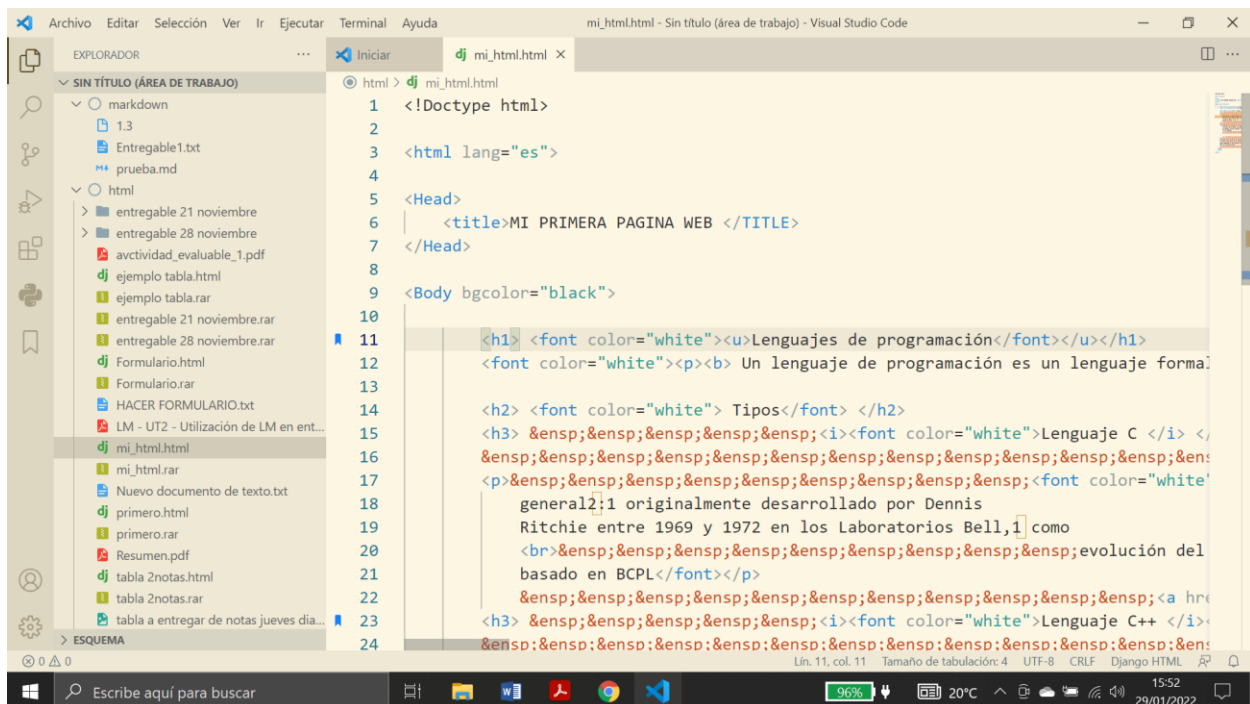 Archivo Editar Selección Ver Ir Ejecutar Terminal Ayuda mi_html.html - Sin título (área de trabajo) - Visual Studio Code
EXPLORADOR
SIN TÍTULO (ÁREA DE TRABAJO)
markdown
1.3
Entregable1.txt
prueba.md
html
entregable 21 noviembre
entregable 28 noviembre
avctividad_evaluable_1.pdf
ejemplo tabla.html
ejemplo tabla.rar
entregable 21 noviembre.rar
entregable 28 noviembre.rar
Formulario.html
Formulario.rar
HACER FORMULARIO.txt
LM - UT2 - Utilización de LM en ent...
mi_html.html
mi_html.rar
Nuevo documento de texto.txt
primero.html
primero.rar
Resumen.pdf
tabla 2notas.html
tabla 2notas.rar
tabla a entregar de notas jueves dia...
ESQUEMA
Iniciar dj mi_html.html
html > dj mi_html.html
1 <!Doctype html>
2
3 <html lang="es">
4
5 <Head>
6 <title>MI PRIMERA PAGINA WEB </TITLE>
7 </Head>
8
9 <Body bgcolor="black">
10
11 <h1> <font color="white"><u>Lenguajes de programación</font></u></h1>
12 <font color="white"><p><b> Un lenguaje de programación es un lenguaje formal
13
14 <h2> <font color="white"> Tipos</font> </h2>
15 <h3> &ensp;&ensp;&ensp;&ensp;&ensp;<i><font color="white">Lenguaje C </i> </
16 &ensp;&ensp;&ensp;&ensp;&ensp;&ensp;&ensp;&ensp;&ensp;&ensp;&ensp;&ensp;&ens
17 <p>&ensp;&ensp;&ensp;&ensp;&ensp;&ensp;&ensp;&ensp;&ensp;<font color="white"
18 general2:1 originalmente desarrollado por Dennis
19 Ritchie entre 1969 y 1972 en los Laboratorios Bell,1 como
20 <br>&ensp;&ensp;&ensp;&ensp;&ensp;&ensp;&ensp;&ensp;&ensp;evolución del
21 basado en BCPL</font></p>
22 &ensp;&ensp;&ensp;&ensp;&ensp;&ensp;&ensp;&ensp;&ensp;&ensp;&ensp;<a hre
23 <h3> &ensp;&ensp;&ensp;&ensp;&ensp;<i><font color="white">Lenguaje C++ </i><
24 &ensp;&ensp;&ensp;&ensp;&ensp;&ensp;&ensp;&ensp;&ensp;&ensp;&ensp;&ensp;&ens
0 0 Lín. 11, col. 11 Tamaño de tabulación: 4 UTF-8 CRLF Django HTML
Escribe aquí para buscar 96% 20°C 15:52
29/01/2022